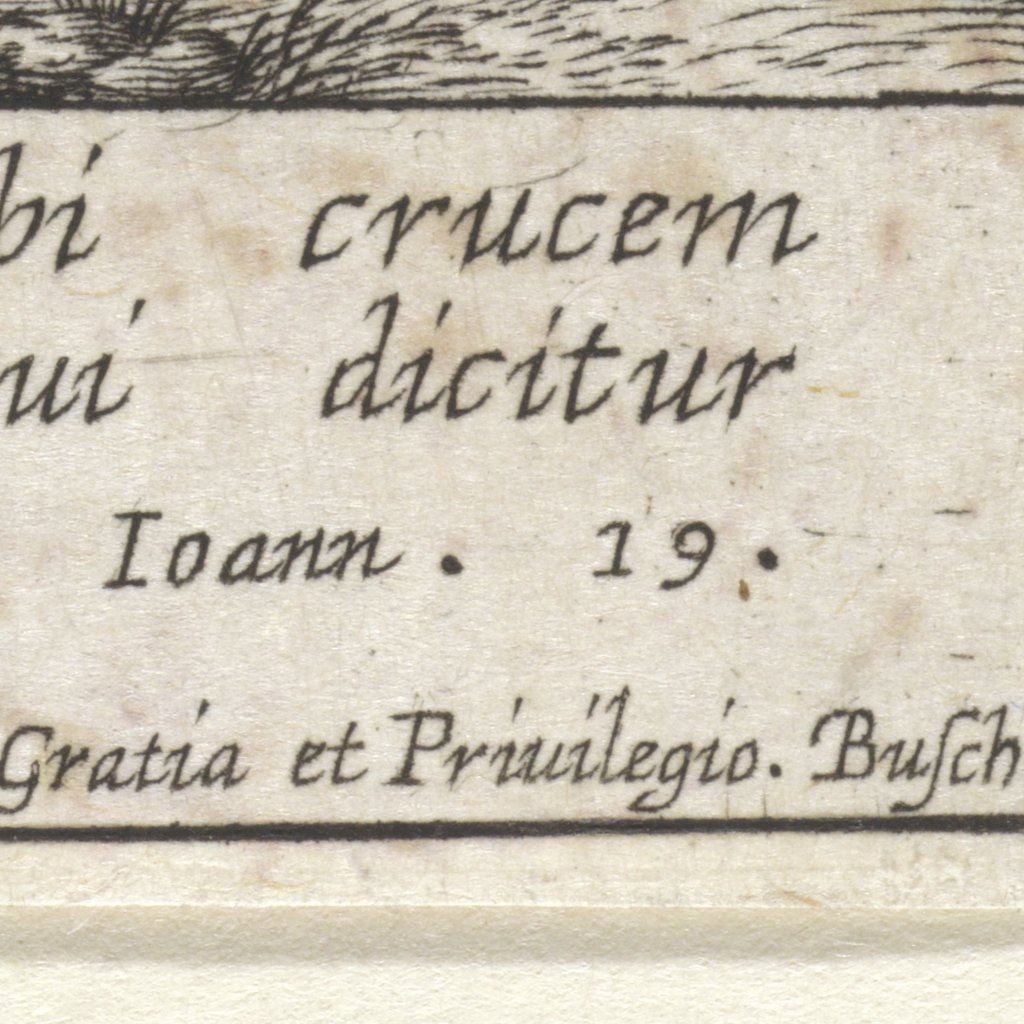 bi crucem
ui dicitur
Ioann. 19.
Gratia et Priuilegio. Buſch